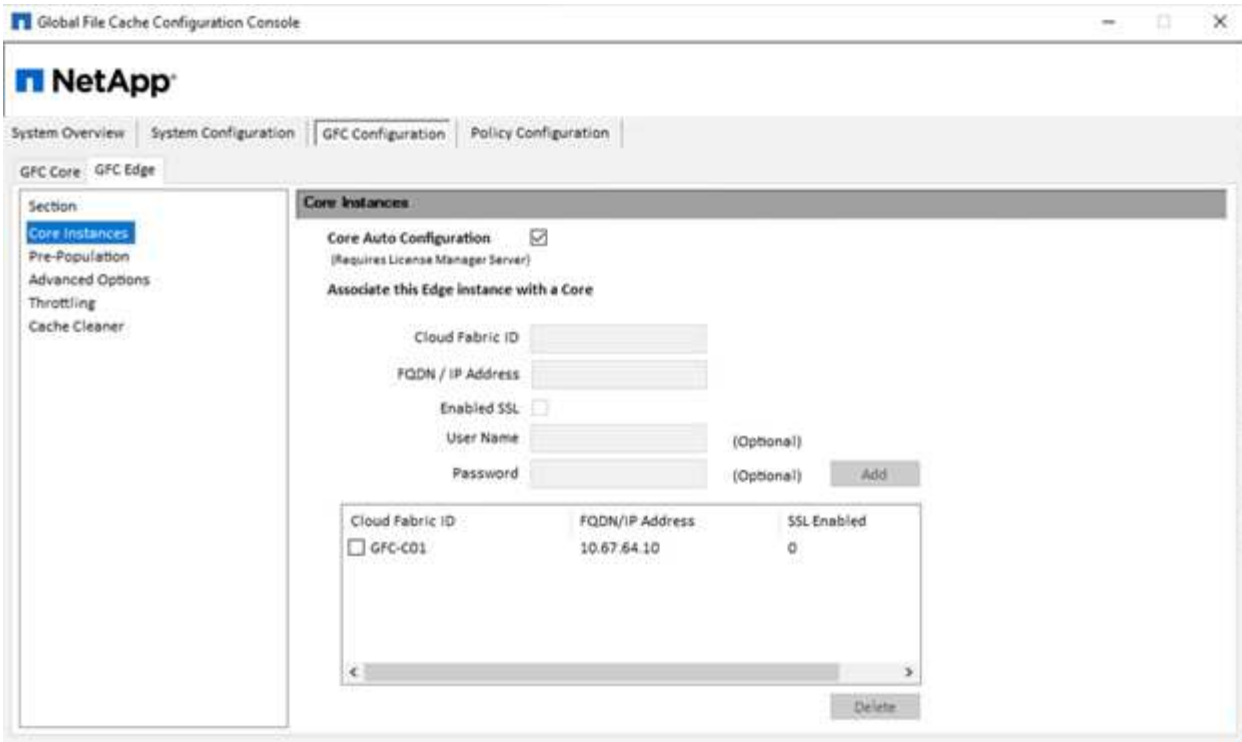 Global File Cache Configuration Console
NetApp
System Overview System Configuration GFC Configuration Policy Configuration
GFC Core GFC Edge
Section
Core Instances
Pre-Population
Advanced Options
Throttling
Cache Cleaner
Core Instances
Core Auto Configuration
(Requires License Manager Server)
Associate this Edge instance with a Core
Cloud Fabric ID
FQDN / IP Address
Enabled SSL
User Name (Optional)
Password (Optional) Add
Cloud Fabric ID FQDN/IP Address SSL Enabled
GFC-C01 10.67.64.10 0
Delete